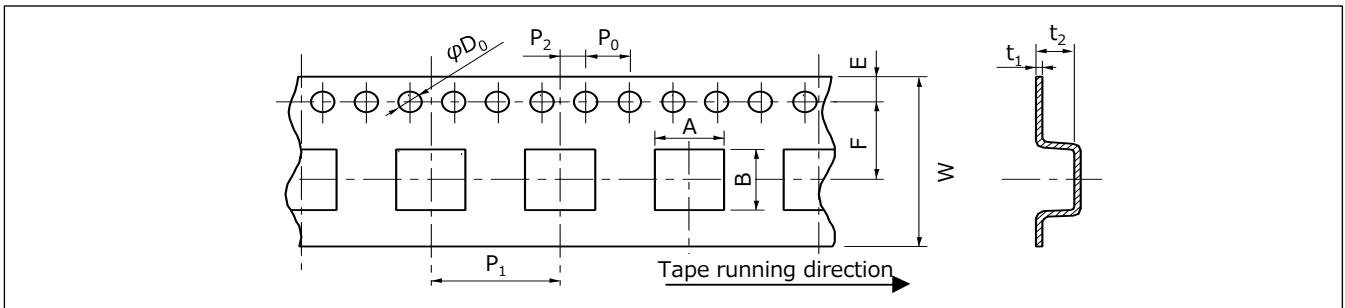 φD₀
P₂
P₀
E
t₂
t₁
A
F
B
W
P₁
Tape running direction